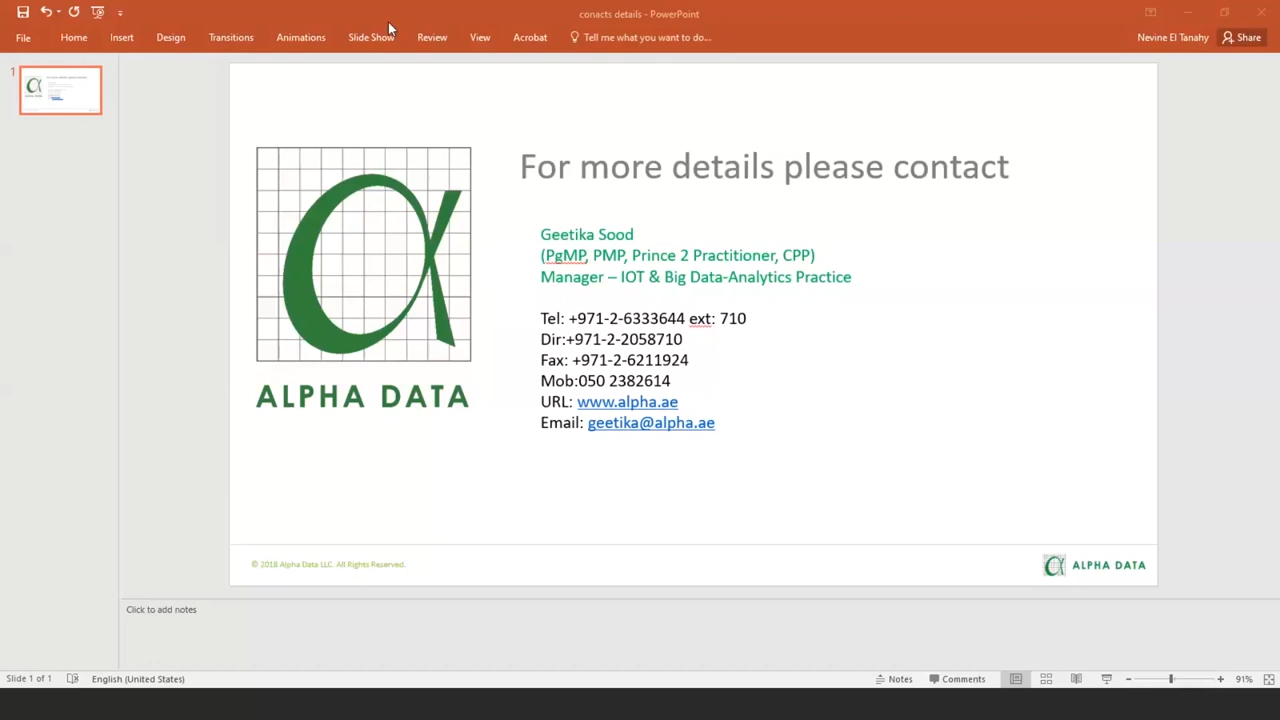 conacts details - PowerPoint
File Home Insert Design Transitions Animations Slide Show Review View Acrobat Tell me what you want to do... Nevine El Tanahy Share
1
For more details please contact
Geetika Sood
(PgMP, PMP, Prince 2 Practitioner, CPP)
Manager – IOT & Big Data-Analytics Practice
Tel: +971-2-6333644 ext: 710
Dir:+971-2-2058710
Fax: +971-2-6211924
Mob:050 2382614
URL: www.alpha.ae
Email: geetika@alpha.ae
ALPHA DATA
© 2018 Alpha Data LLC. All Rights Reserved.
ALPHA DATA
Click to add notes
Slide 1 of 1 English (United States) Notes Comments 91%